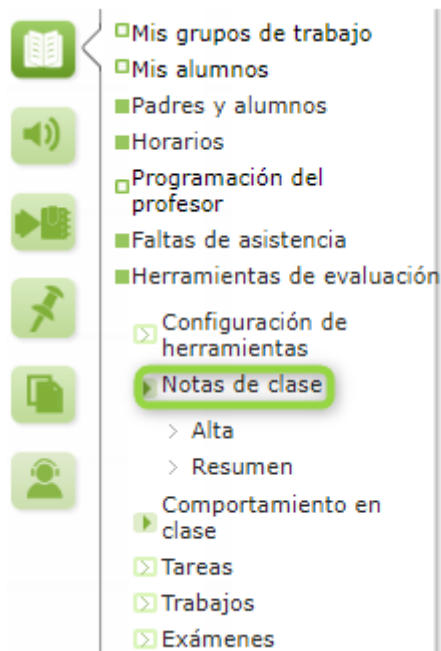 Mis grupos de trabajo
Mis alumnos
Padres y alumnos
Horarios
Programación del
profesor
Faltas de asistencia
Herramientas de evaluación
Configuración de
herramientas
Notas de clase
Alta
Resumen
Comportamiento en
clase
Tareas
Trabajos
Exámenes